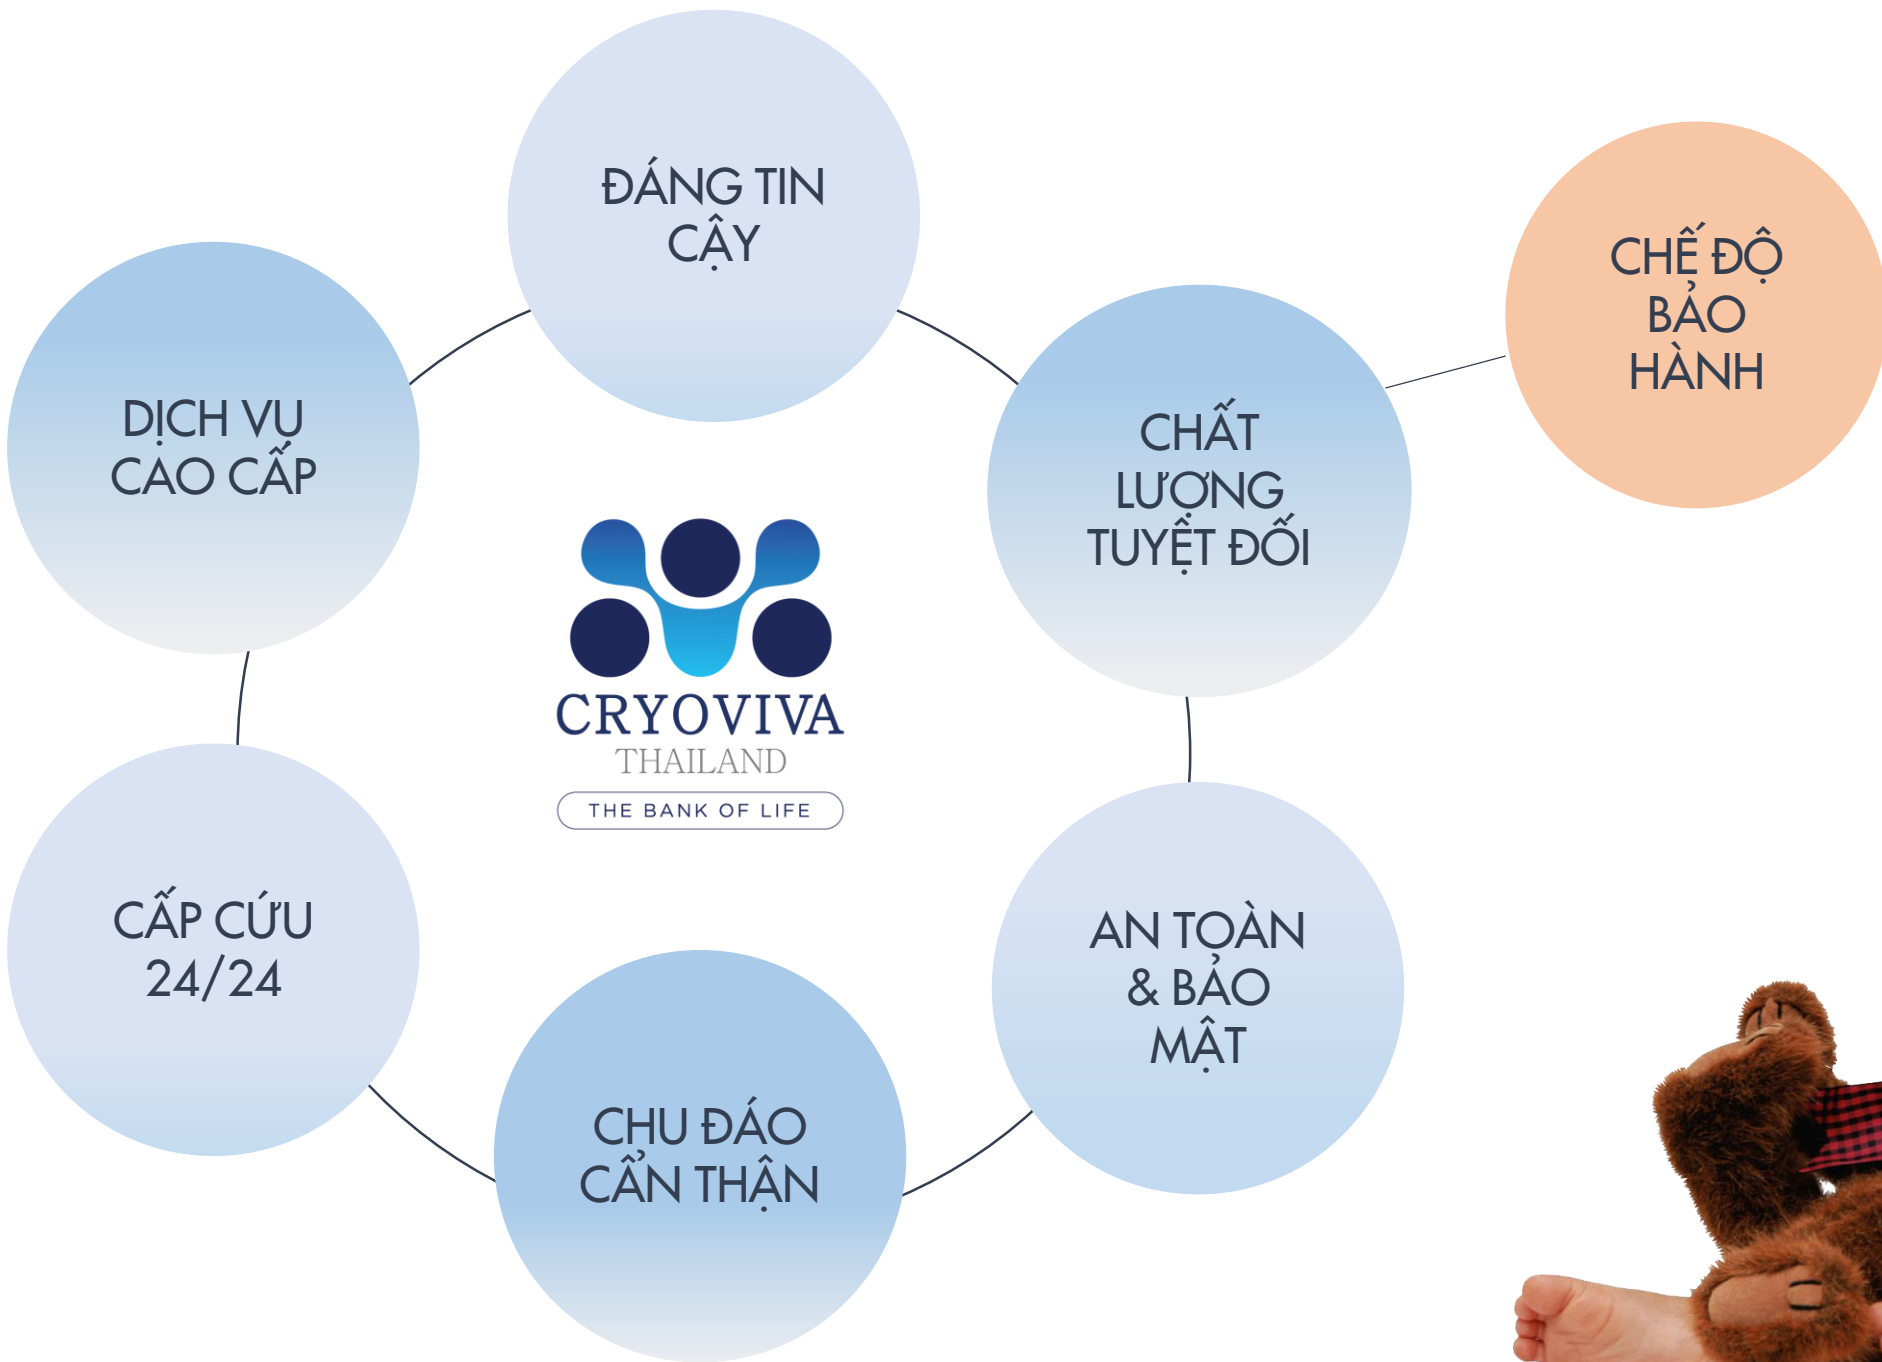 ĐÁNG TIN
CẬY
CHẾ ĐỘ
BẢO
HÀNH
DỊCH VỤ
CAO CẤP
CHẤT
LƯỢNG
TUYỆT ĐỐI
CRYOVIVA
THAILAND
THE BANK OF LIFE
CẤP CỨU
24/24
AN TOÀN
& BẢO
MẬT
CHU ĐÁO
CẨN THẬN